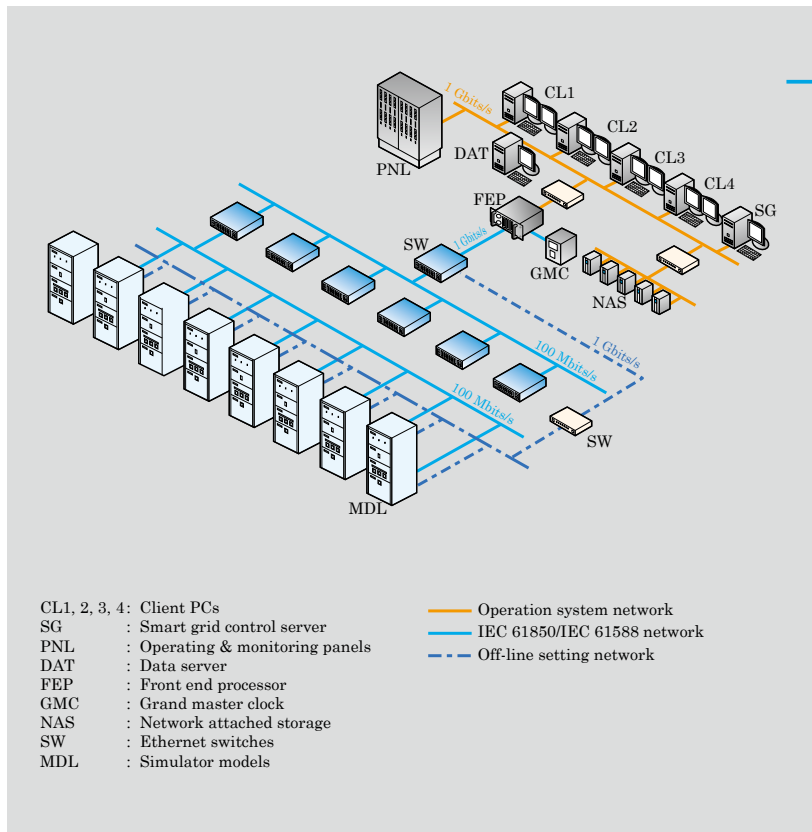 1 Gbits/s
CL1
CL2
CL3
CL4
SG
PNL
DAT
FEP
SW
1 Gbits/s
GMC
NAS
1 Gbits/s
100 Mbits/s
100 Mbits/s
SW
MDL
CL1, 2, 3, 4 : Client PCs
SG : Smart grid control server
PNL : Operating & monitoring panels
DAT : Data server
FEP : Front end processor
GMC : Grand master clock
NAS : Network attached storage
SW : Ethernet switches
MDL : Simulator models
Operation system network
IEC 61850/IEC 61588 network
Off-line setting network